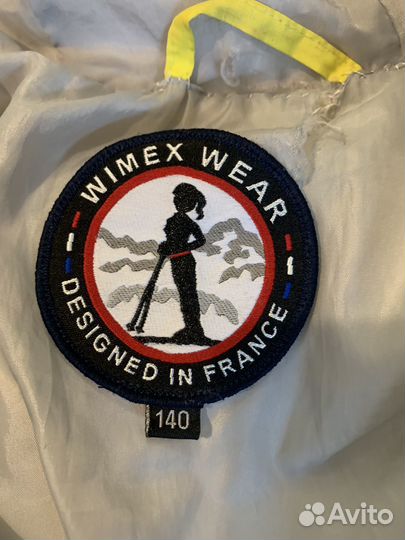 WIMEX WEAR
DESIGNED IN FRANCE
140
Avito